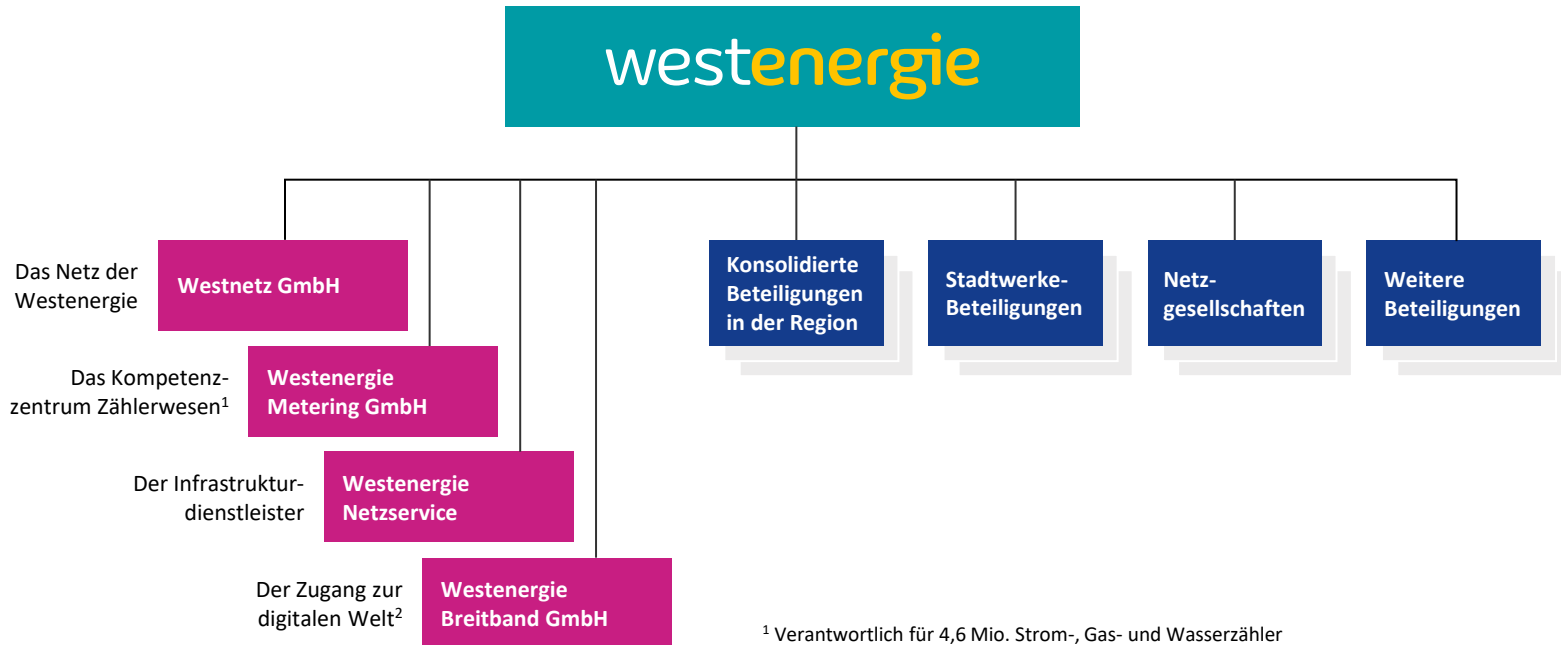 westenergie
Das Netz der
Westenergie
Westnetz GmbH
Das Kompetenz-
zentrum Zählerwesen¹
Westenergie
Metering GmbH
Der Infrastruktur-
dienstleister
Westenergie
Netzservice
Der Zugang zur
digitalen Welt²
Westenergie
Breitband GmbH
Konsolidierte
Beteiligungen
in der Region
Stadtwerke-
Beteiligungen
Netz-
gesellschaften
Weitere
Beteiligungen
¹ Verantwortlich für 4,6 Mio. Strom-, Gas- und Wasserzähler